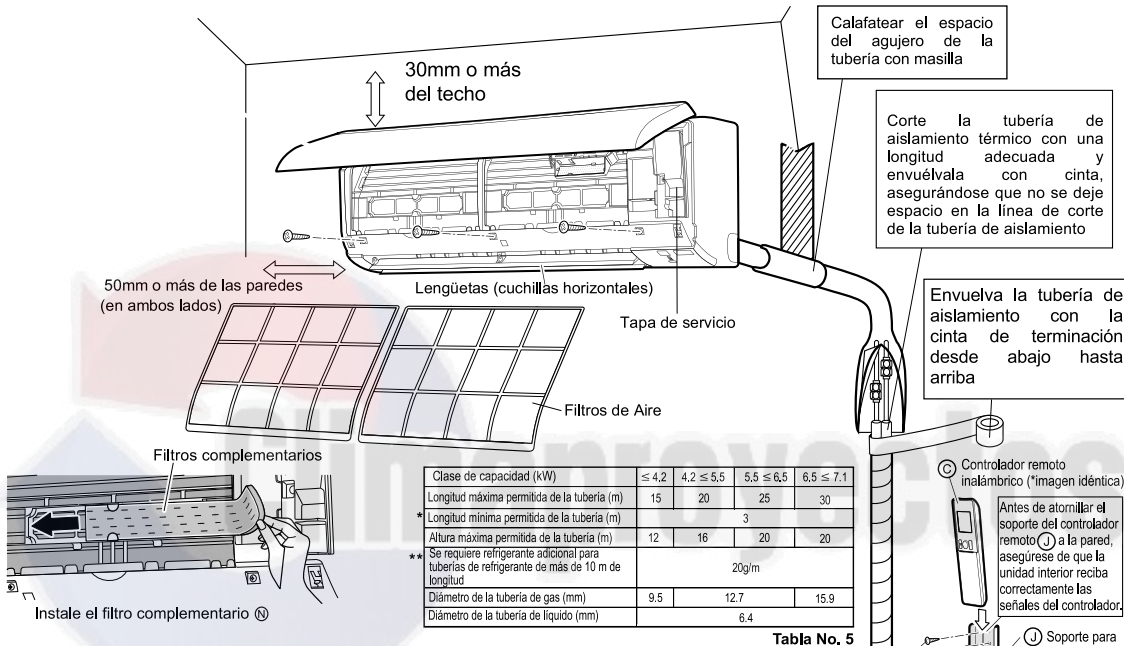 30mm o más
del techo
Calafatear el espacio
del agujero de la
tubería con masilla
Corte la tubería de
aislamiento térmico con una
longitud adecuada y
envuélvala con cinta,
asegurándose que no se deje
espacio en la línea de corte
de la tubería de aislamiento
50mm o más de las paredes
(en ambos lados)
Lengüetas (cuchillas horizontales)
Tapa de servicio
Envuelva la tubería de
aislamiento con la
cinta de terminación
desde abajo hasta
arriba
Filtros de Aire
Filtros complementarios
Instale el filtro complementario Ⓝ
Clase de capacidad (kW) ≤ 4,2 4,2 ≤ 5,5 5,5 ≤ 6,5 6,5 ≤ 7.1
Longitud máxima permitida de la tubería (m) 15 20 25 30
* Longitud mínima permitida de la tubería (m) 3
Altura máxima permitida de la tubería (m) 12 16 20 20
** Se requiere refrigerante adicional para
tuberías de refrigerante de más de 10 m de
longitud
20g/m
Diámetro de la tubería de gas (mm) 9.5 12.7 15.9
Diámetro de la tubería de líquido (mm) 6.4
Tabla No. 5
Ⓒ Controlador remoto
inalámbrico (*imagen idéntica)
Antes de atornillar el
soporte del controlador
remoto Ⓙ a la pared,
asegúrese de que la
unidad interior reciba
correctamente las
señales del controlador.
Ⓙ Soporte para
Climaproyectos